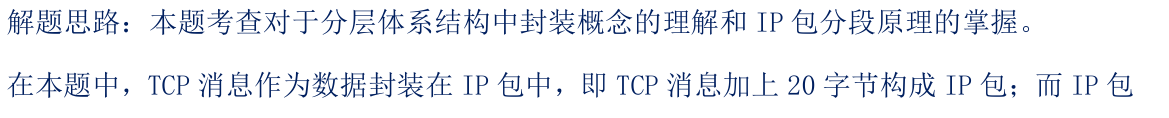 解题思路：本题考查对于分层体系结构中封装概念的理解和 IP 包分段原理的掌握。
在本题中，TCP 消息作为数据封装在 IP 包中，即 TCP 消息加上 20 字节构成 IP 包；而 IP 包